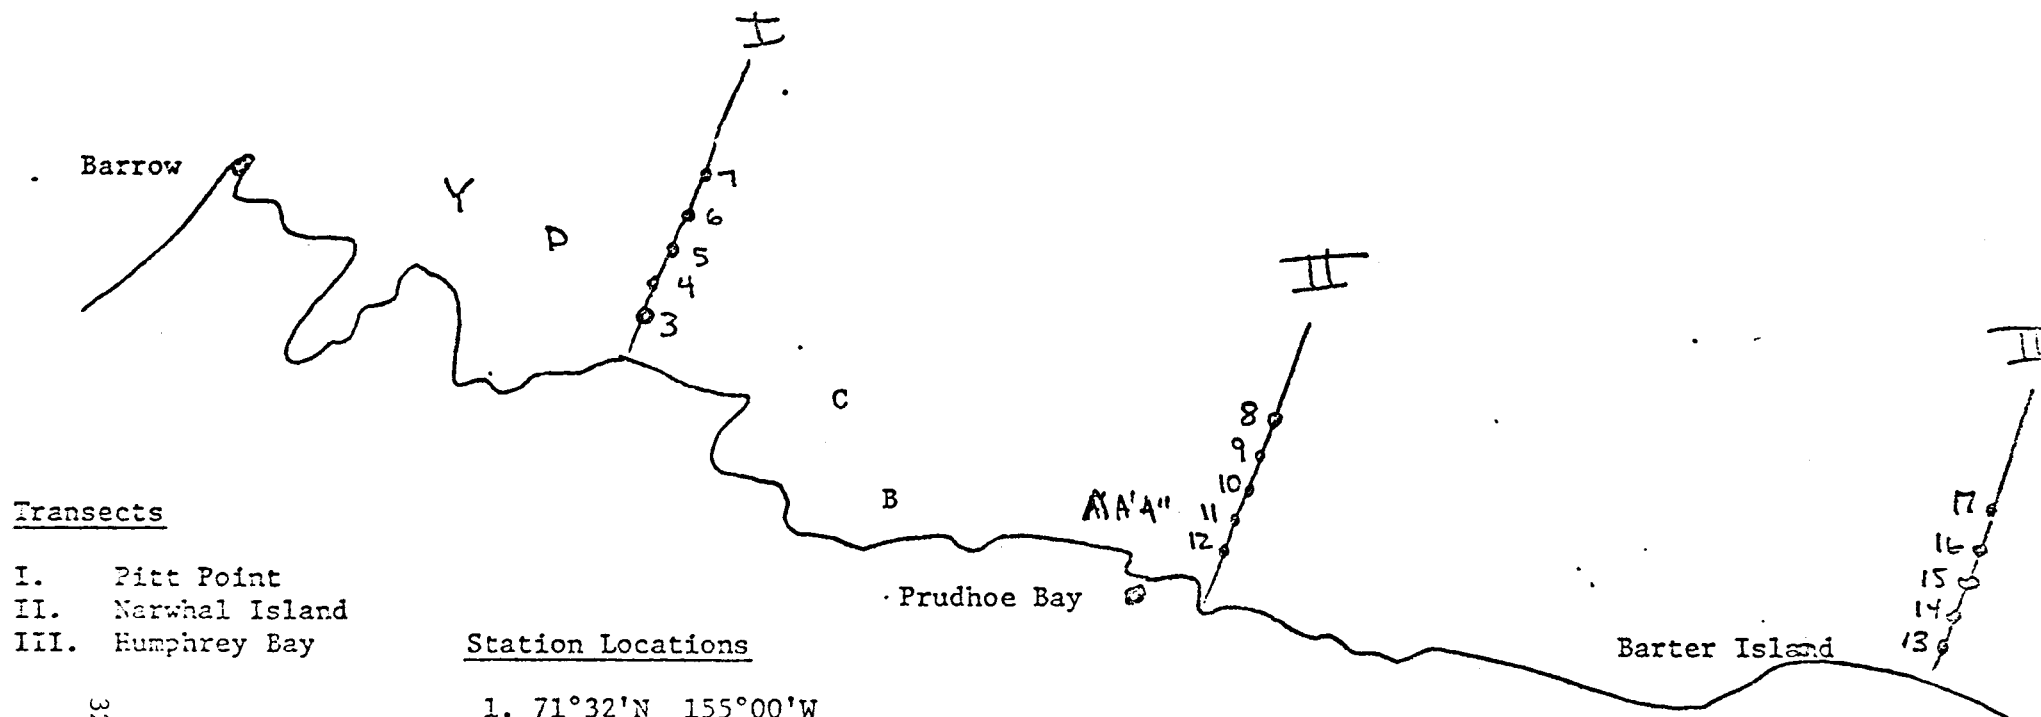 I
Barrow
Y
D
7
6
5
4
3
II
C
8
9
10
11
12
B
A A' A"
17
16
15
14
13
Prudhoe Bay
Barter Island
Transects
I. Pitt Point
II. Narwhal Island
III. Humphrey Bay
Station Locations
1. 71°32'N 155°00'W